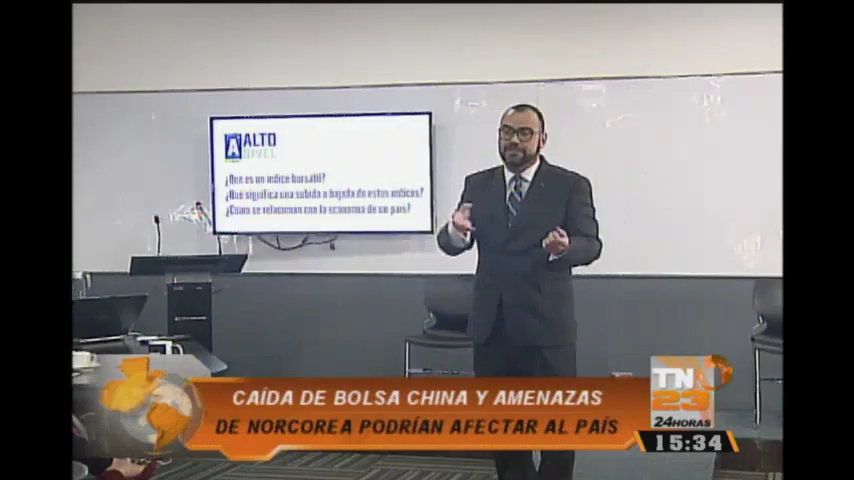 ALTO
NIVEL
¿Qué es un índice bursátil?
¿Qué significa una subida o bajada de estos índices?
¿Cómo se relacionan con la economía de un país?
CAÍDA DE BOLSA CHINA Y AMENAZAS
DE NORCOREA PODRÍAN AFECTAR AL PAÍS
TN
23
24HORAS
15:34